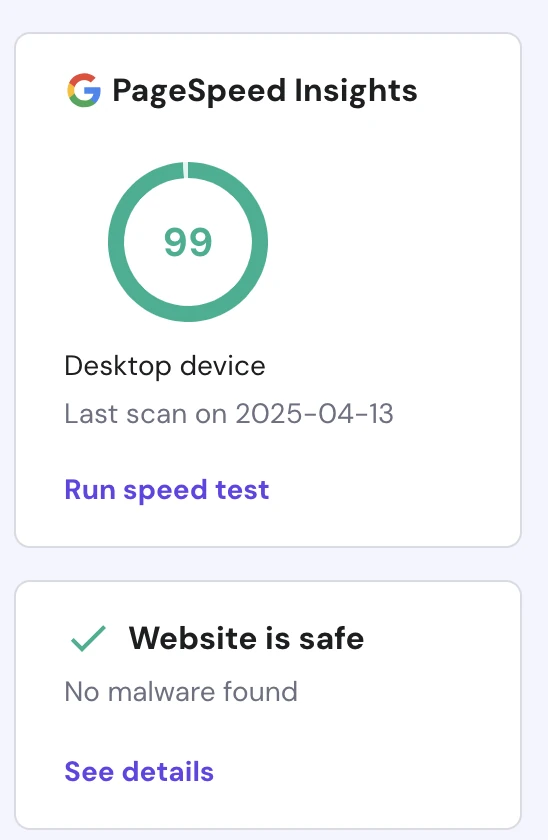 PageSpeed Insights
99
Desktop device
Last scan on 2025-04-13
Run speed test
Website is safe
No malware found
See details